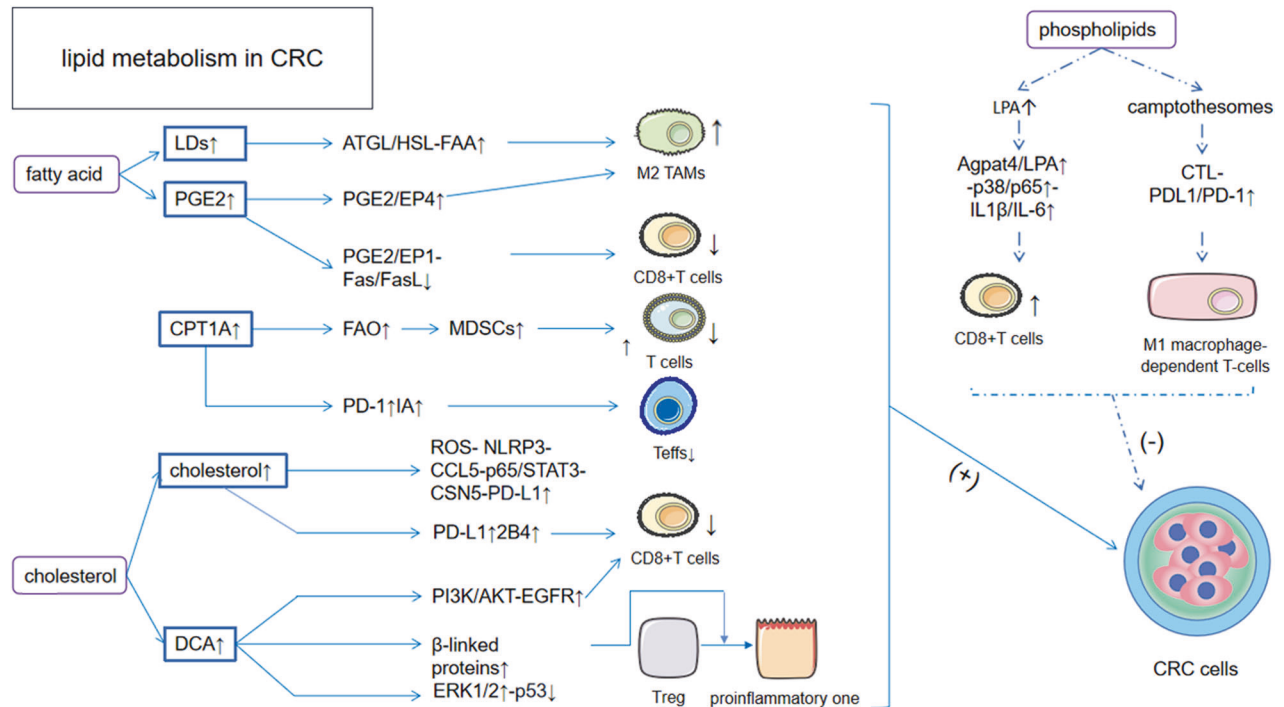 lipid metabolism in CRC
fatty acid
LDs↑
ATGL/HSL-FAA↑
↑
M2 TAMs
PGE2↑
PGE2/EP4↑
PGE2/EP1-
Fas/FasL↓
↓
CD8+T cells
CPT1A↑
FAO↑
MDSCs↑
↑
↓
T cells
PD-1↑IA↑
Teffs↓
cholesterol
cholesterol↑
ROS- NLRP3-
CCL5-p65/STAT3-
CSN5-PD-L1↑
PD-L1↑2B4↑
↓
CD8+T cells
DCA↑
PI3K/AKT-EGFR↑
β-linked
proteins↑
ERK1/2↑-p53↓
Treg
proinflammatory one
phospholipids
LPA↑
Agpat4/LPA↑
-p38/p65↑-
IL1β/IL-6↑
↑
CD8+T cells
camptothesomes
CTL-
PDL1/PD-1↑
M1 macrophage-
dependent T-cells
(+)
(-)
CRC cells